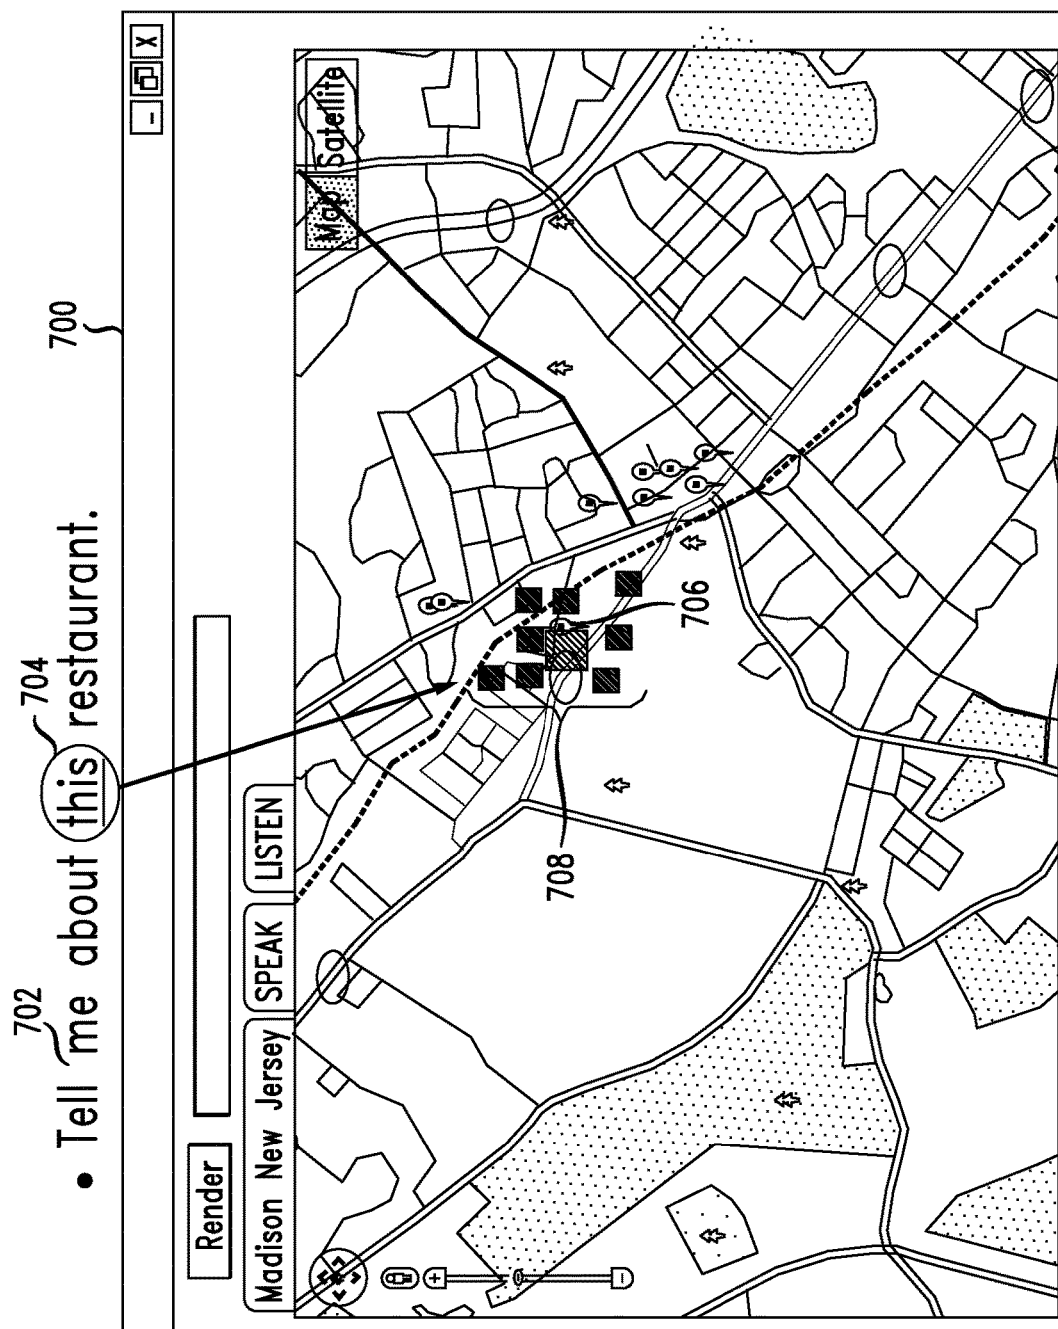 702
704
700
• Tell me about this restaurant.
- X
Render
Madison New Jersey SPEAK LISTEN
Map Satellite
+
-
706
708